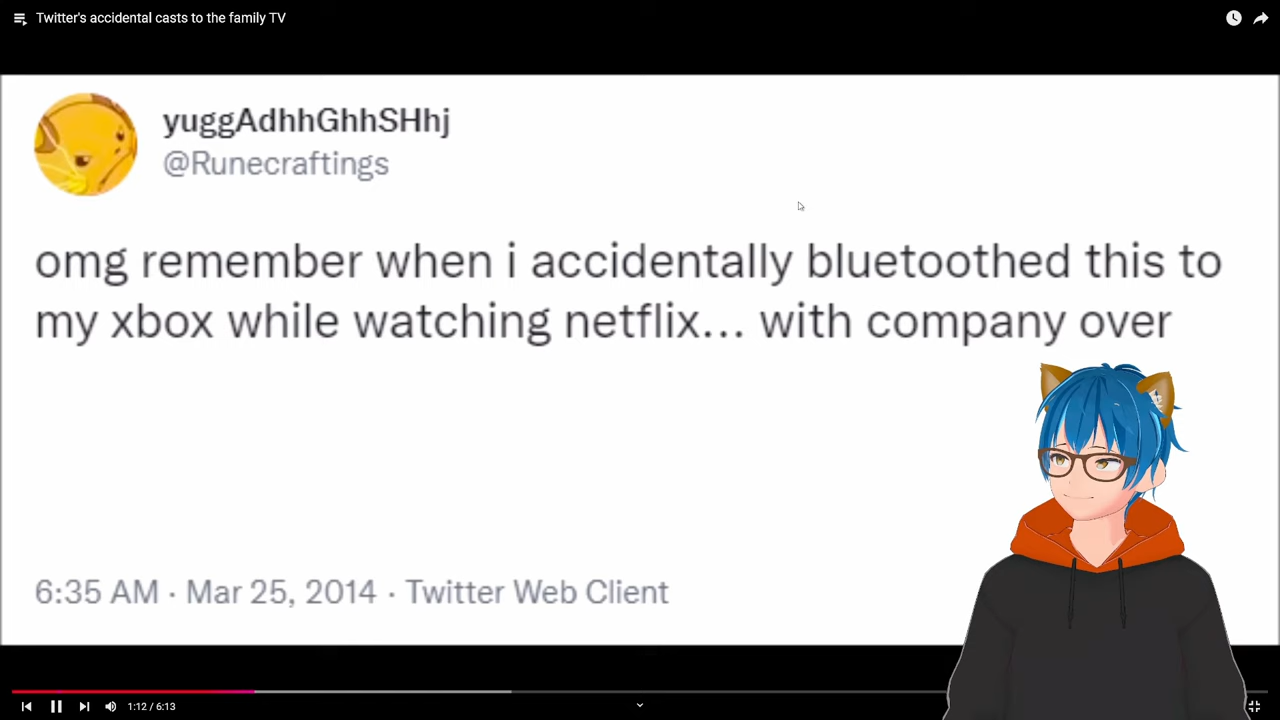 Twitter's accidental casts to the family TV
yuggAdhhGhhSHhj
@Runecraftings
omg remember when i accidentally bluetoothed this to
my xbox while watching netflix... with company over
6:35 AM · Mar 25, 2014 · Twitter Web Client
1:12 / 6:13